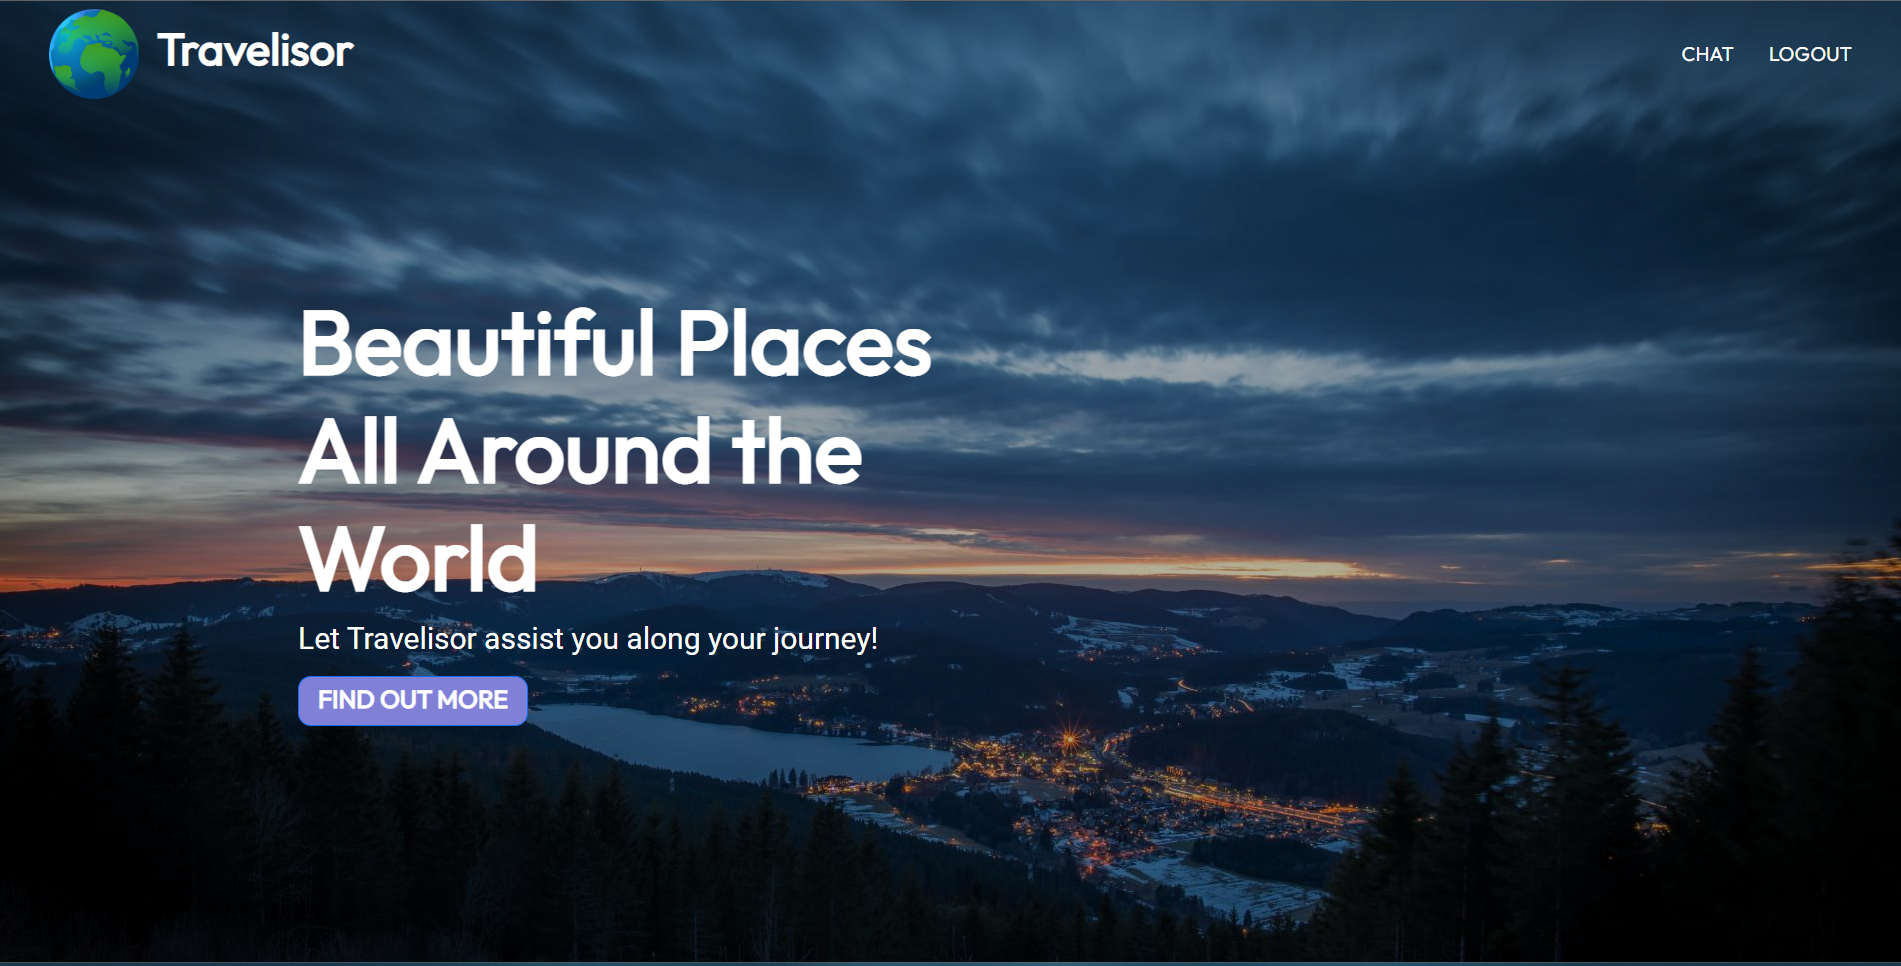 Travelisor
CHAT LOGOUT
Beautiful Places
All Around the
World
Let Travelisor assist you along your journey!
FIND OUT MORE